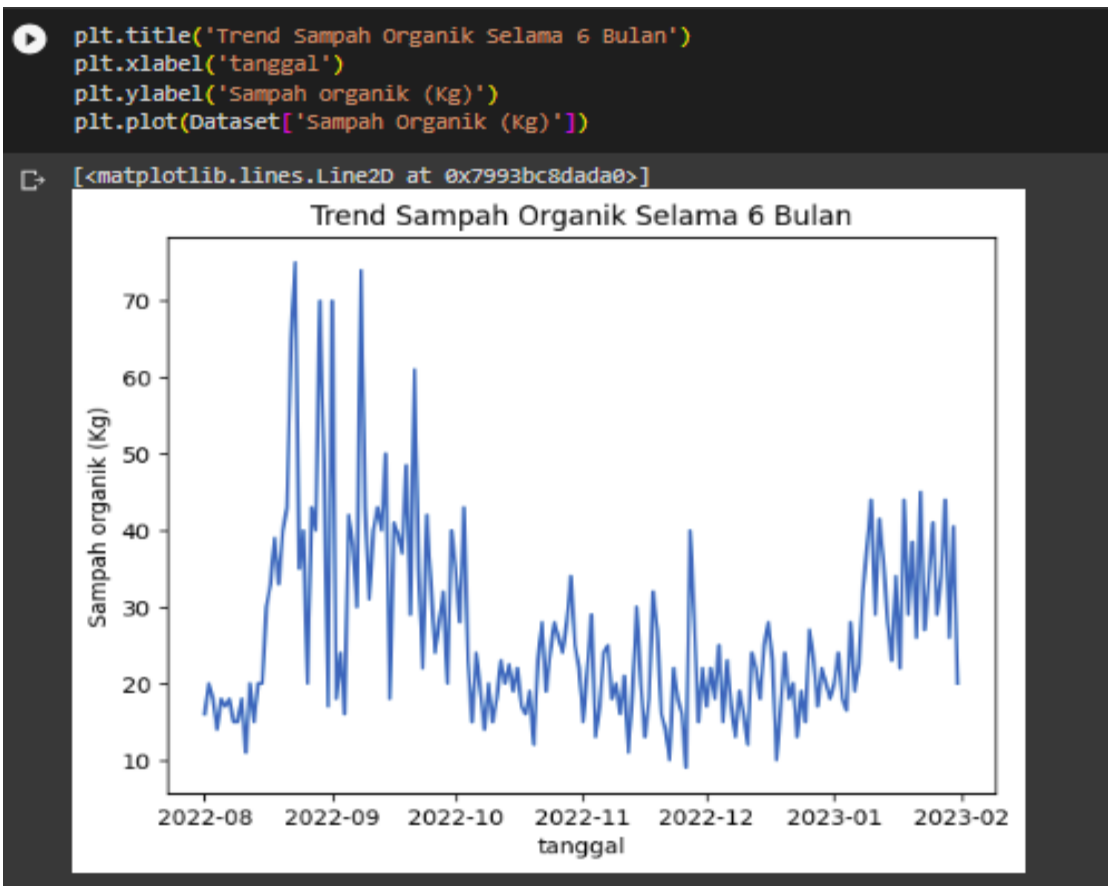 plt.title('Trend Sampah Organik Selama 6 Bulan')
plt.xlabel('tanggal')
plt.ylabel('Sampah organik (Kg)')
plt.plot(Dataset['Sampah Organik (Kg)'])
[<matplotlib.lines.Line2D at 0x7993bc8dada0>]
Trend Sampah Organik Selama 6 Bulan
Sampah organik (Kg)
70
60
50
40
30
20
10
2022-08 2022-09 2022-10 2022-11 2022-12 2023-01 2023-02
tanggal